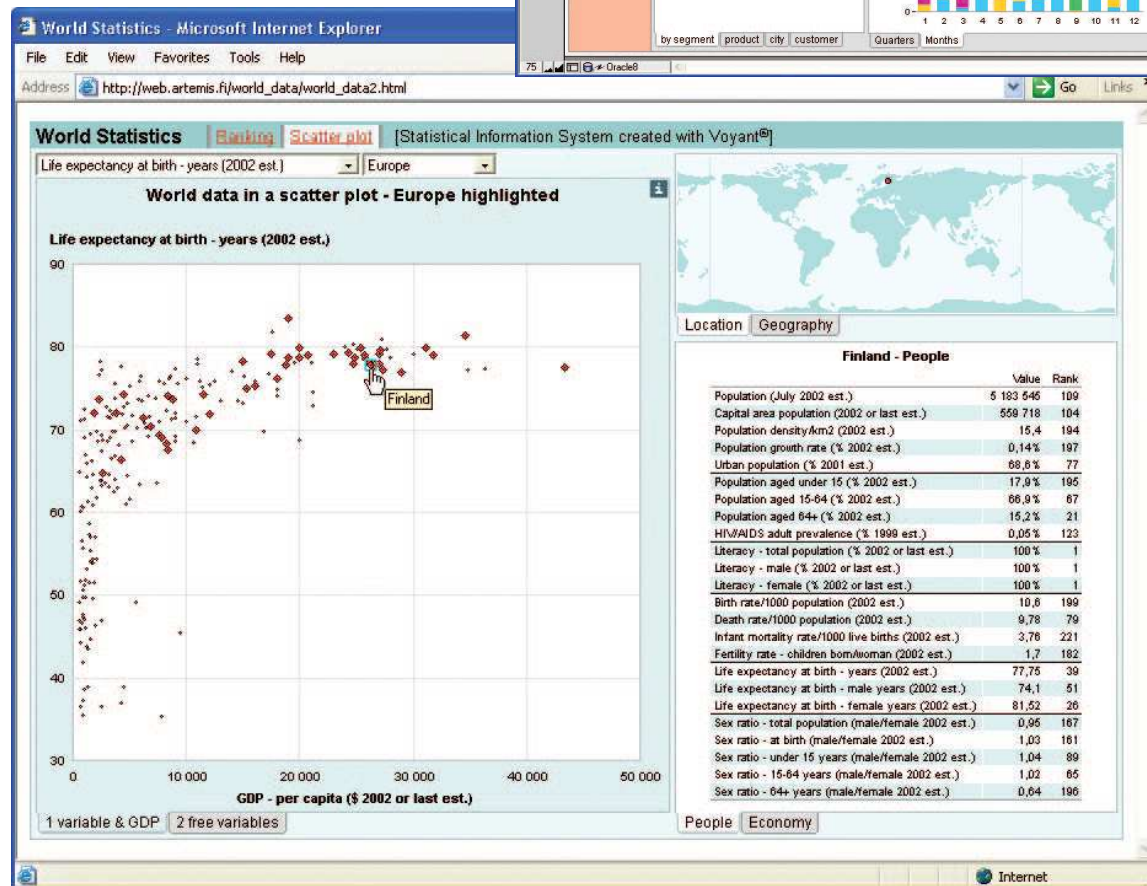 0
1 2 3 4 5 6 7 8 9 10 11 12
by segment product city customer Quarters Months
75 Oracle8
World Statistics - Microsoft Internet Explorer
File Edit View Favorites Tools Help
Address http://web.artemis.fi/world_data/world_data2.html Go Links
World Statistics Ranking Scatter plot [Statistical Information System created with Voyant®]
Life expectancy at birth - years (2002 est.) Europe
World data in a scatter plot - Europe highlighted
Life expectancy at birth - years (2002 est.)
90
80
70
60
50
40
30
Finland
0 10 000 20 000 30 000 40 000 50 000
GDP - per capita ($ 2002 or last est.)
1 variable & GDP 2 free variables
Location Geography
Finland - People
Value Rank
Population (July 2002 est.) 5 183 545 109
Capital area population (2002 or last est.) 559 718 104
Population density/km2 (2002 est.) 15,4 194
Population growth rate (% 2002 est.) 0,14% 197
Urban population (% 2001 est.) 68,6% 77
Population aged under 15 (% 2002 est.) 17,9% 195
Population aged 15-64 (% 2002 est.) 66,9% 67
Population aged 64+ (% 2002 est.) 15,2% 21
HIV/AIDS adult prevalence (% 1999 est.) 0,05% 123
Literacy - total population (% 2002 or last est.) 100% 1
Literacy - male (% 2002 or last est.) 100% 1
Literacy - female (% 2002 or last est.) 100% 1
Birth rate/1000 population (2002 est.) 10,6 199
Death rate/1000 population (2002 est.) 9,78 79
Infant mortality rate/1000 live births (2002 est.) 3,76 221
Fertility rate - children born/woman (2002 est.) 1,7 182
Life expectancy at birth - years (2002 est.) 77,75 39
Life expectancy at birth - male years (2002 est.) 74,1 51
Life expectancy at birth - female years (2002 est.) 81,52 26
Sex ratio - total population (male/female 2002 est.) 0,95 167
Sex ratio - at birth (male/female 2002 est.) 1,03 161
Sex ratio - under 15 years (male/female 2002 est.) 1,04 89
Sex ratio - 15-64 years (male/female 2002 est.) 1,02 65
Sex ratio - 64+ years (male/female 2002 est.) 0,64 196
People Economy
Internet